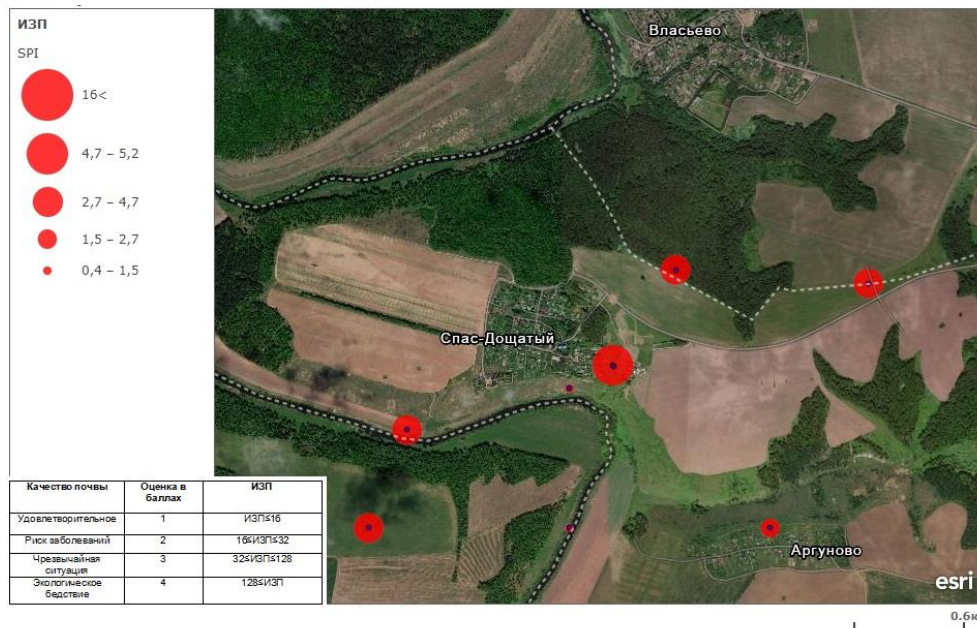 ИЗП
SPI
16<
4,7 – 5,2
2,7 – 4,7
1,5 – 2,7
0,4 – 1,5
Власьево
Спас-Дощатый
Аргуново
esri
Качество почвы Оценка в баллах ИЗП
Удовлетворительное 1 ИЗП≤16
Риск заболеваний 2 16≤ИЗП≤32
Чрезвычайная ситуация 3 32≤ИЗП≤128
Экологическое бедствие 4 128≤ИЗП